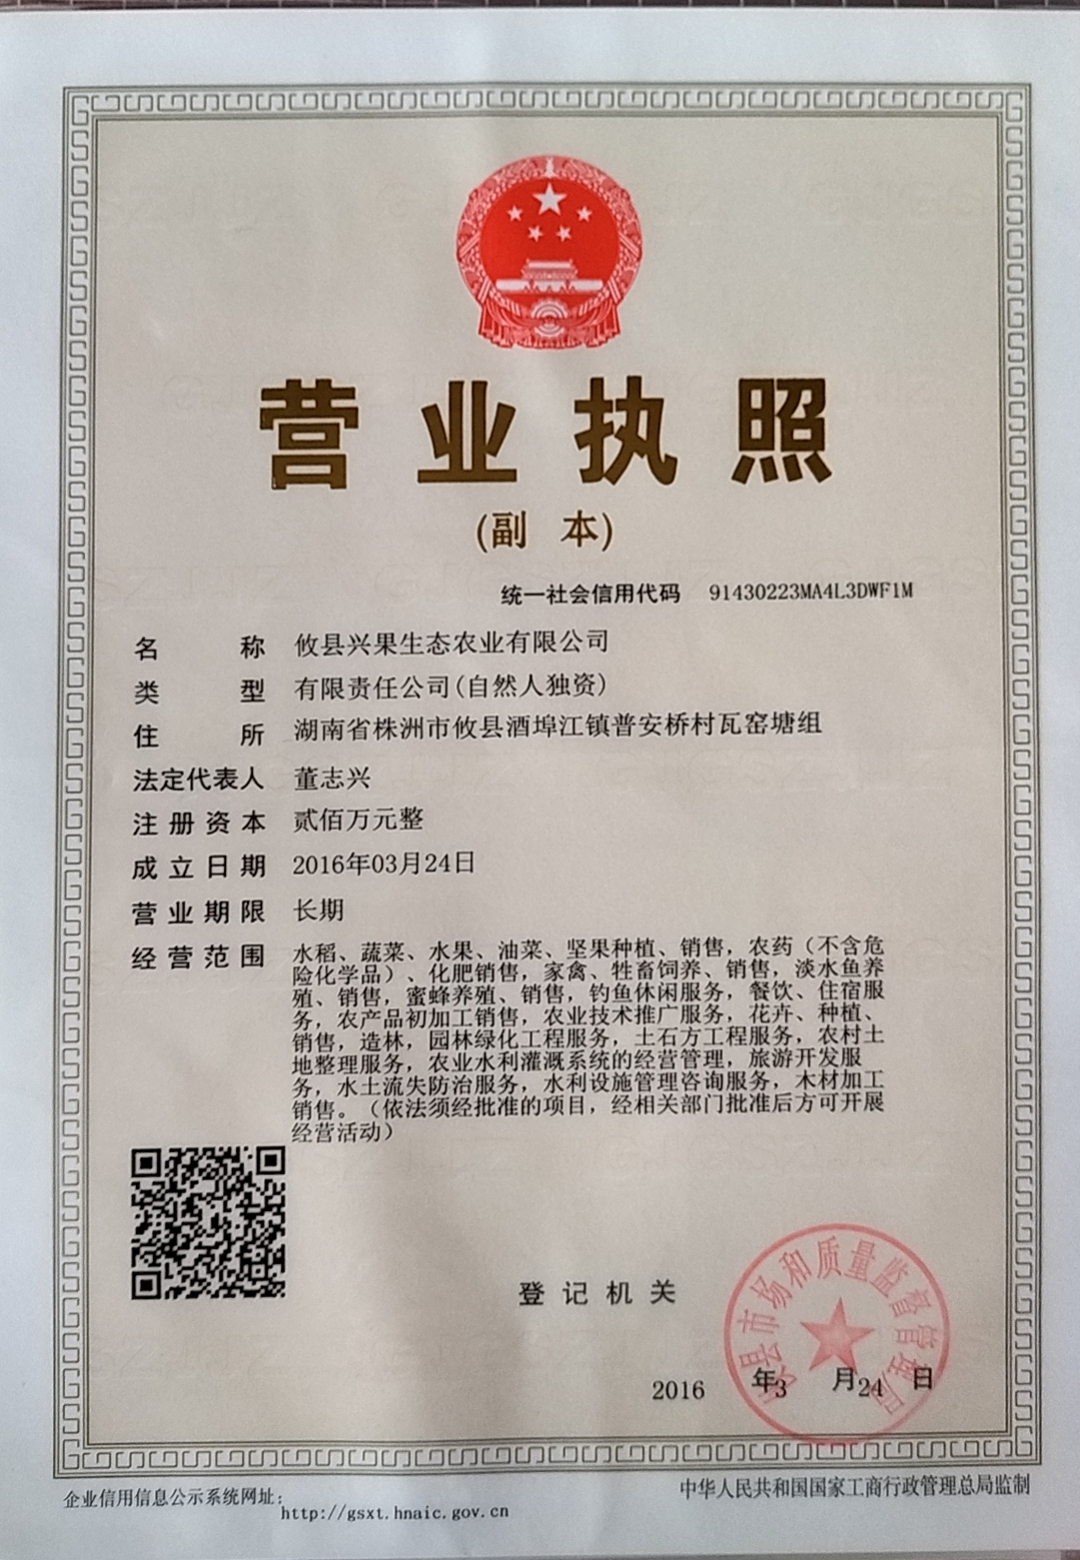 营业执照
(副 本)
统一社会信用代码 91430223MA4L3DWF1M
名称 攸县兴果生态农业有限公司
类型 有限责任公司(自然人独资)
住所 湖南省株洲市攸县酒埠江镇普安桥村瓦窑塘组
法定代表人 董志兴
注册资本 贰佰万元整
成立日期 2016年03月24日
营业期限 长期
经营范围 水稻、蔬菜、水果、油菜、坚果种植、销售，农药（不含危
险化学品）、化肥销售，家禽、牲畜饲养、销售，淡水鱼养
殖、销售，蜜蜂养殖、销售，钓鱼休闲服务，餐饮、住宿服
务，农产品初加工销售，农业技术推广服务，花卉、种植、
销售，造林，园林绿化工程服务，土石方工程服务，农村土
地整理服务，农业水利灌溉系统的经营管理，旅游开发服
务，水土流失防治服务，水利设施管理咨询服务，木材加工
销售。（依法须经批准的项目，经相关部门批准后方可开展
经营活动）
登记机关
攸县市场和质量监督管理局
2016 年3 月24 日
企业信用信息公示系统网址：
http://gsxt.hnaic.gov.cn
中华人民共和国国家工商行政管理总局监制